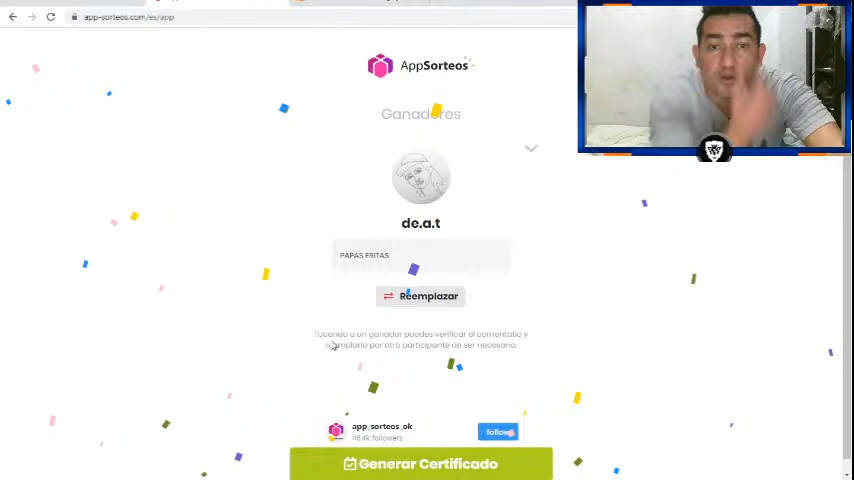 app-sorteos.com/es/app
AppSorteos
Ganadores
de.a.t
PAPAS FRITAS
Reemplazar
Tocando a un ganador puedes verificar el comentario y
reemplarlo por otro participante de ser necesario.
app_sorteos_ok
46,4k followers
Follow
Generar Certificado